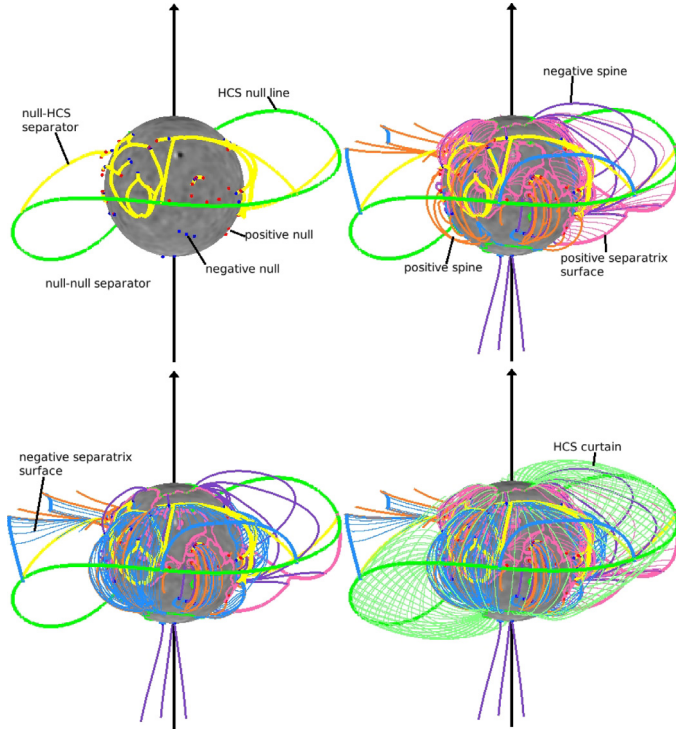 HCS null line
null-HCS
separator
positive null
negative null
null-null separator
negative spine
positive spine
positive separatrix
surface
negative separatrix
surface
HCS curtain